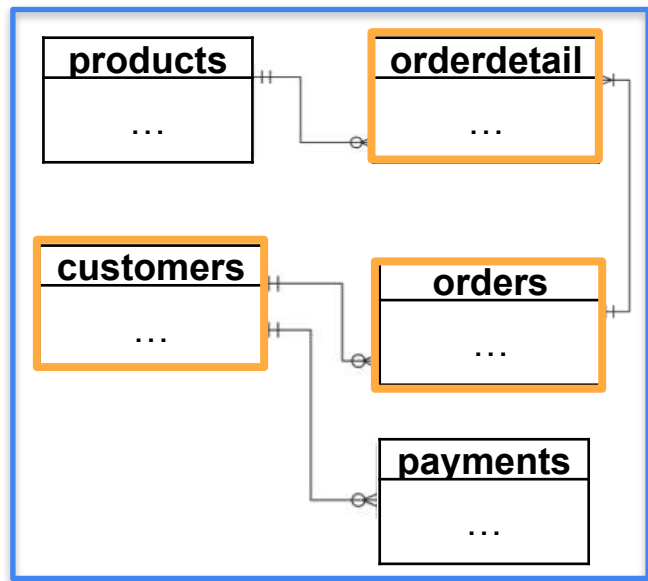 products
...
orderdetail
...
customers
...
orders
...
payments
...